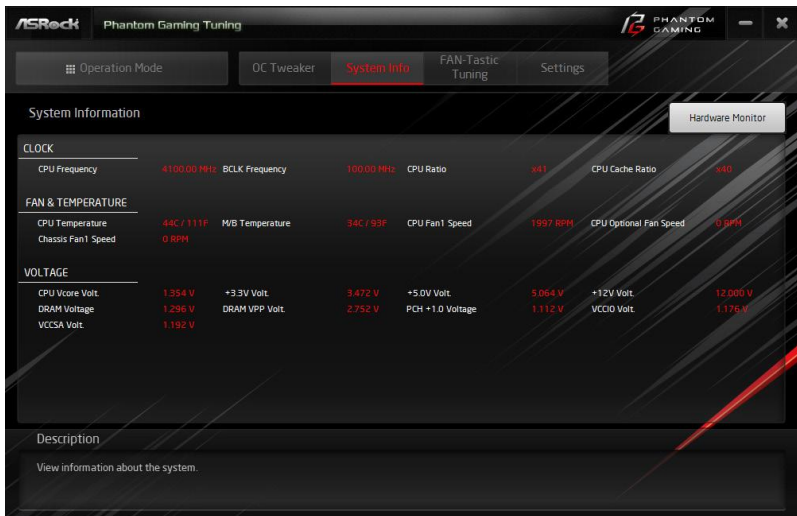 ASRock Phantom Gaming Tuning PHANTOM GAMING
Operation Mode OC Tweaker System Info FAN-Tastic Tuning Settings
System Information Hardware Monitor
CLOCK
CPU Frequency 4100.00 MHz BCLK Frequency 100.00 MHz CPU Ratio x41 CPU Cache Ratio x40
FAN & TEMPERATURE
CPU Temperature 44C / 111F M/B Temperature 34C / 93F CPU Fan1 Speed 1997 RPM CPU Optional Fan Speed 0 RPM
Chassis Fan1 Speed 0 RPM
VOLTAGE
CPU Vcore Volt. 1.354 V +3.3V Volt. 3.472 V +5.0V Volt. 5.064 V +12V Volt. 12.000 V
DRAM Voltage 1.296 V DRAM VPP Volt. 2.752 V PCH +1.0 Voltage 1.112 V VCCIO Volt. 1.176 V
VCCSA Volt. 1.192 V
Description
View information about the system.